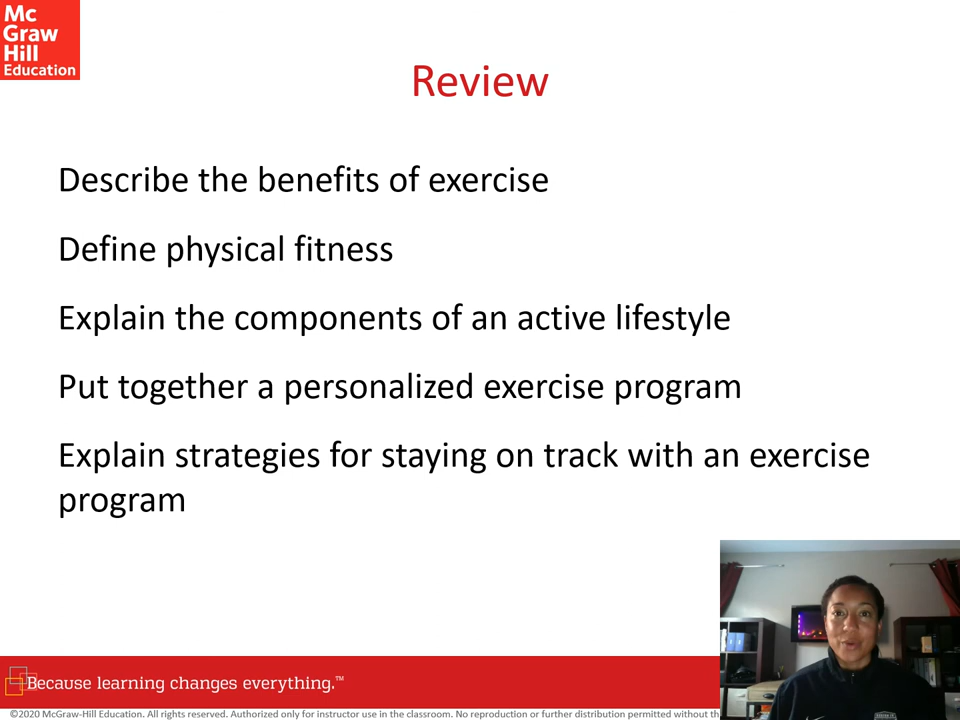 Mc
Graw
Hill
Education
Review
Describe the benefits of exercise
Define physical fitness
Explain the components of an active lifestyle
Put together a personalized exercise program
Explain strategies for staying on track with an exercise
program
Because learning changes everything.™
©2020 McGraw-Hill Education. All rights reserved. Authorized only for instructor use in the classroom. No reproduction or further distribution permitted without